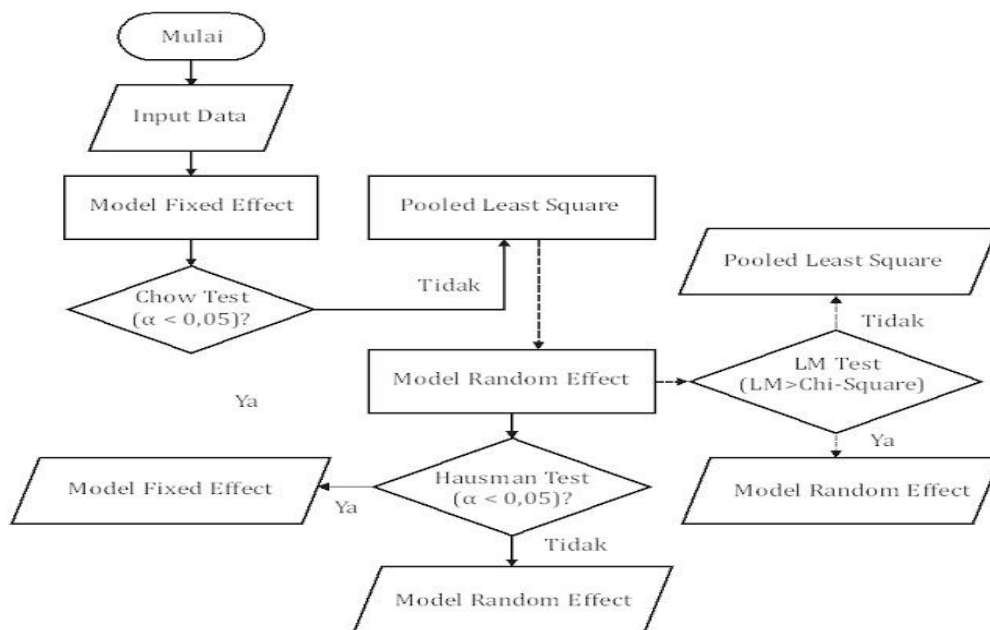 Mulai
Input Data
Model Fixed Effect
Pooled Least Square
Chow Test
(α < 0,05)?
Tidak
Pooled Least Square
Tidak
LM Test
(LM>Chi-Square)
Model Random Effect
Ya
Ya
Hausman Test
(α < 0,05)?
Ya
Model Fixed Effect
Model Random Effect
Tidak
Model Random Effect